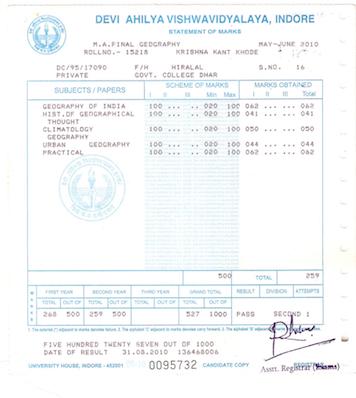 DEVI AHILYA VISHWAVIDYALAYA, INDORE
STATEMENT OF MARKS
M.A.FINAL GEOGRAPHY MAY-JUNE 2010
ROLLNO.- 15218 KRISHNA KANT KHODE
DC/95/17090 F/H HIRALAL S.NO. 16
PRIVATE GOVT. COLLEGE DHAR
SUBJECTS / PAPERS SCHEME OF MARKS MARKS OBTAINED
I II III Min Max I II III Total
GEOGRAPHY OF INDIA 100 ... ... 020 100 062 ... ... 062
HIST.OF GEOGRAPHICAL 100 ... ... 020 100 041 ... ... 041
THOUGHT
CLIMATOLOGY 100 ... ... 020 100 050 ... ... 050
GEOGRAPHY
URBAN GEOGRAPHY 100 ... ... 020 100 044 ... ... 044
PRACTICAL 100 ... ... 020 100 062 ... ... 062
500 TOTAL 259
MARKS FIRST YEAR SECOND YEAR THIRD YEAR GRAND TOTAL RESULT DIVISION ATTEMPTS
TOTAL OUT OF TOTAL OUT OF TOTAL OUT OF TOTAL OUT OF
268 500 259 500 527 1000 PASS SECOND 1
FIVE HUNDRED TWENTY SEVEN OUT OF 1000
DATE OF RESULT 31.08.2010 136468006
UNIVERSITY HOUSE, INDORE - 452001 0095732 CANDIDATE COPY REGISTRAR
Asstt. Registrar (Exams)